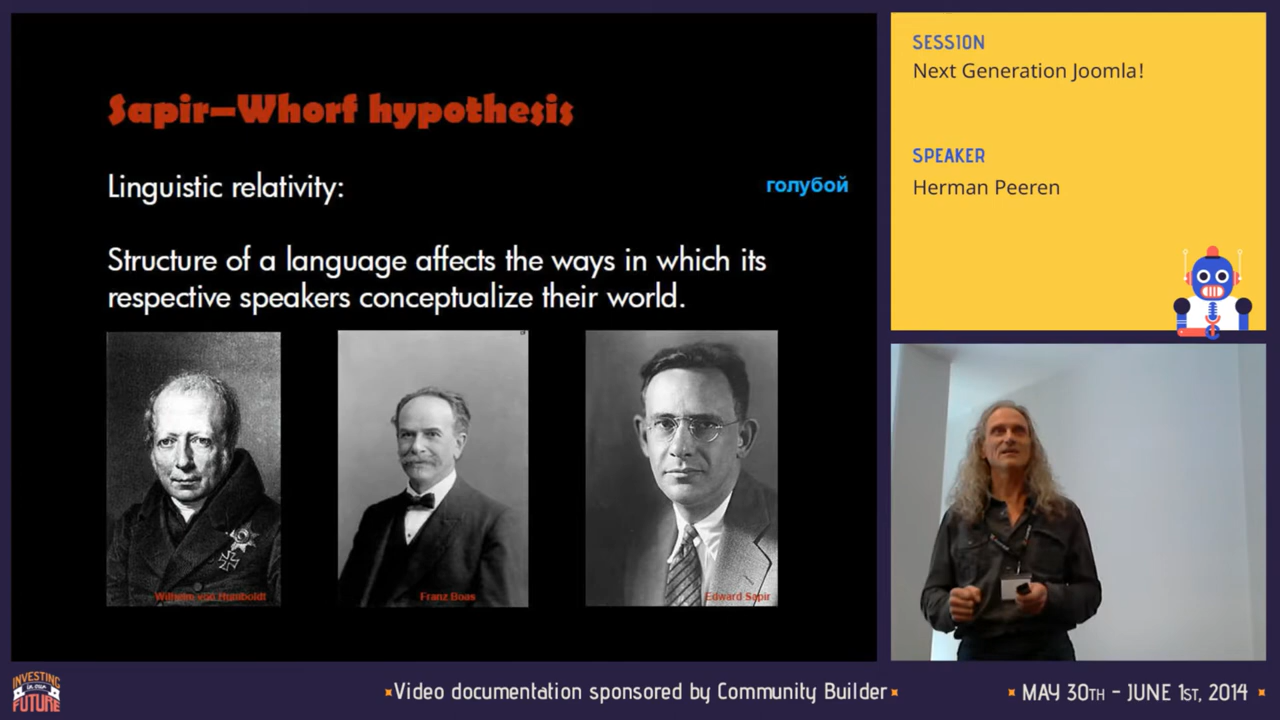 Sapir–Whorf hypothesis
Linguistic relativity:
голубой
Structure of a language affects the ways in which its
respective speakers conceptualize their world.
Wilhelm von Humboldt
Franz Boas
Edward Sapir
SESSION
Next Generation Joomla!
SPEAKER
Herman Peeren
INVESTING
IN OUR
FUTURE
Video documentation sponsored by Community Builder
MAY 30TH - JUNE 1ST, 2014